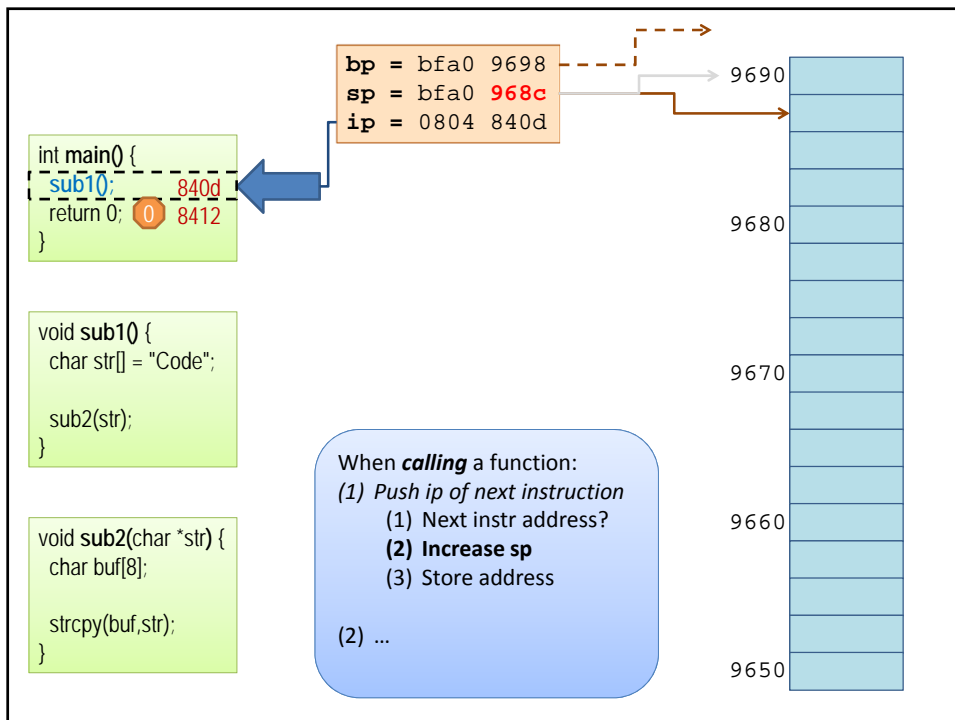 bp = bfa0 9698
sp = bfa0 968c
ip = 0804 840d
int main() {
sub1(); 840d
return 0; 0 8412
}
void sub1() {
char str[] = "Code";
sub2(str);
}
void sub2(char *str) {
char buf[8];
strcpy(buf,str);
}
When calling a function:
(1) Push ip of next instruction
(1) Next instr address?
(2) Increase sp
(3) Store address
(2) ...
9690
9680
9670
9660
9650